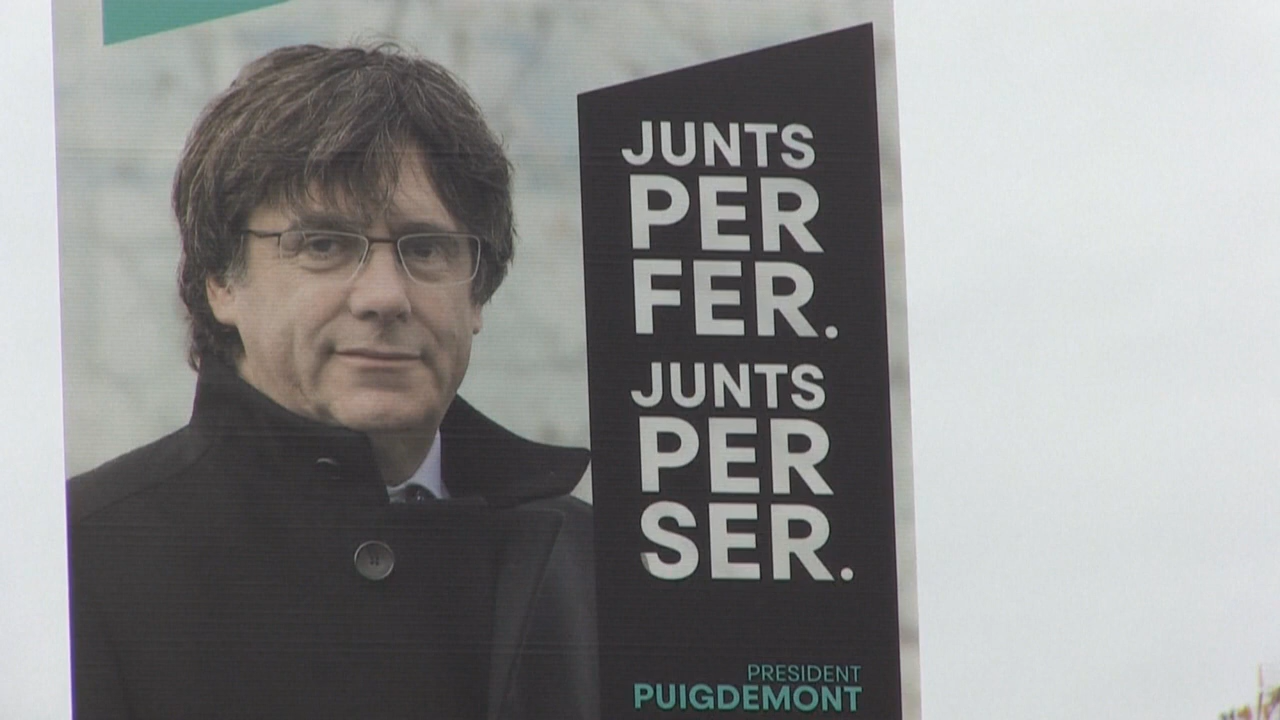 JUNTS
PER
FER.
JUNTS
PER
SER.
PRESIDENT
PUIGDEMONT